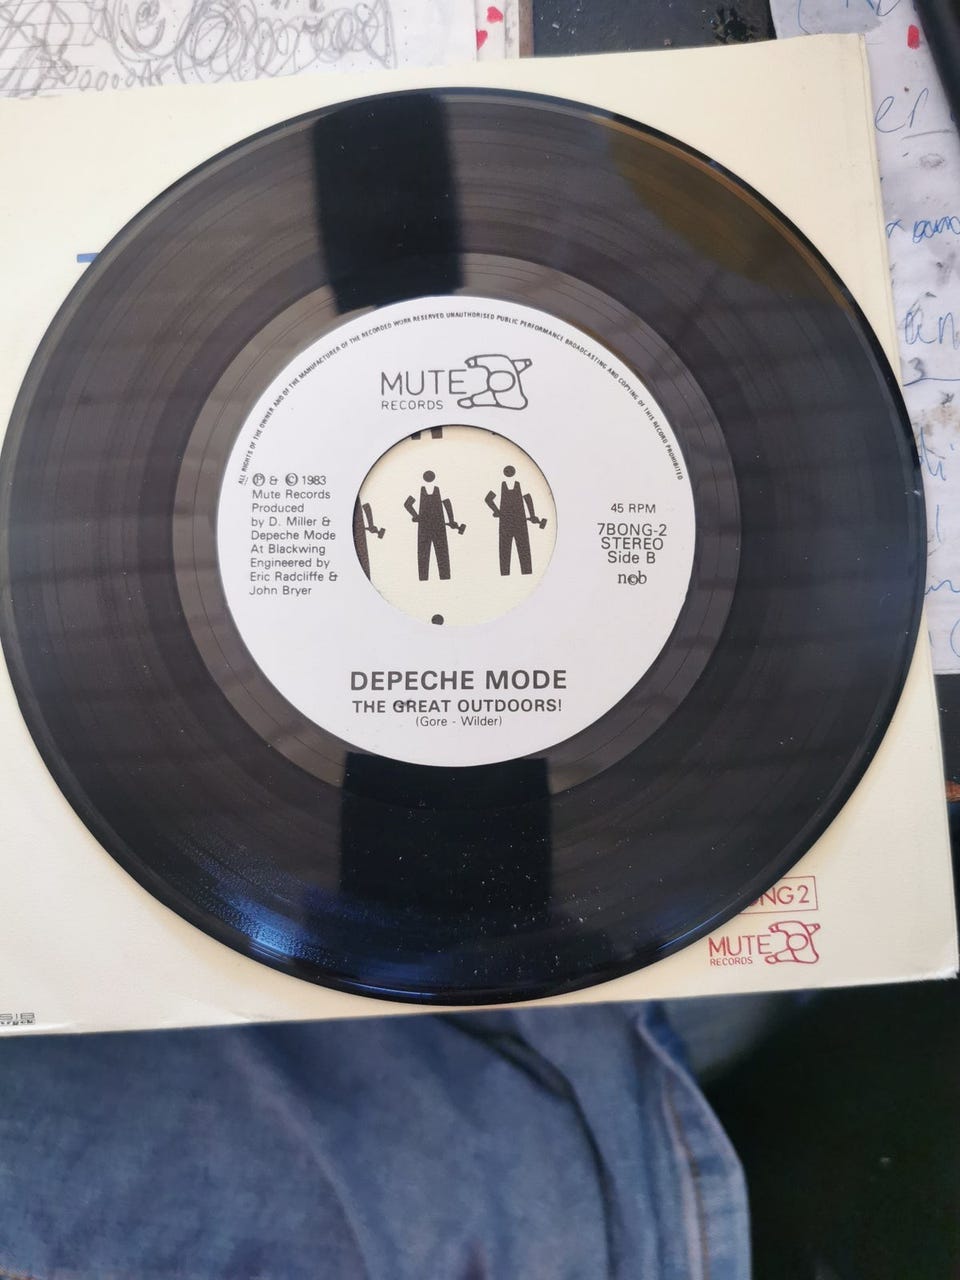 ALL RIGHTS OF THE OWNER AND OF THE MANUFACTURER OF THE RECORDED WORK RESERVED UNAUTHORISED PUBLIC PERFORMANCE BROADCASTING AND COPYING OF THIS RECORD PROHIBITED
MUTE
RECORDS
Ⓟ & © 1983
Mute Records
Produced
by D. Miller &
Depeche Mode
At Blackwing
Engineered by
Eric Radcliffe &
John Bryer
45 RPM
7BONG-2
STEREO
Side B
n©b
DEPECHE MODE
THE GREAT OUTDOORS!
(Gore - Wilder)
ONG2
MUTE
RECORDS